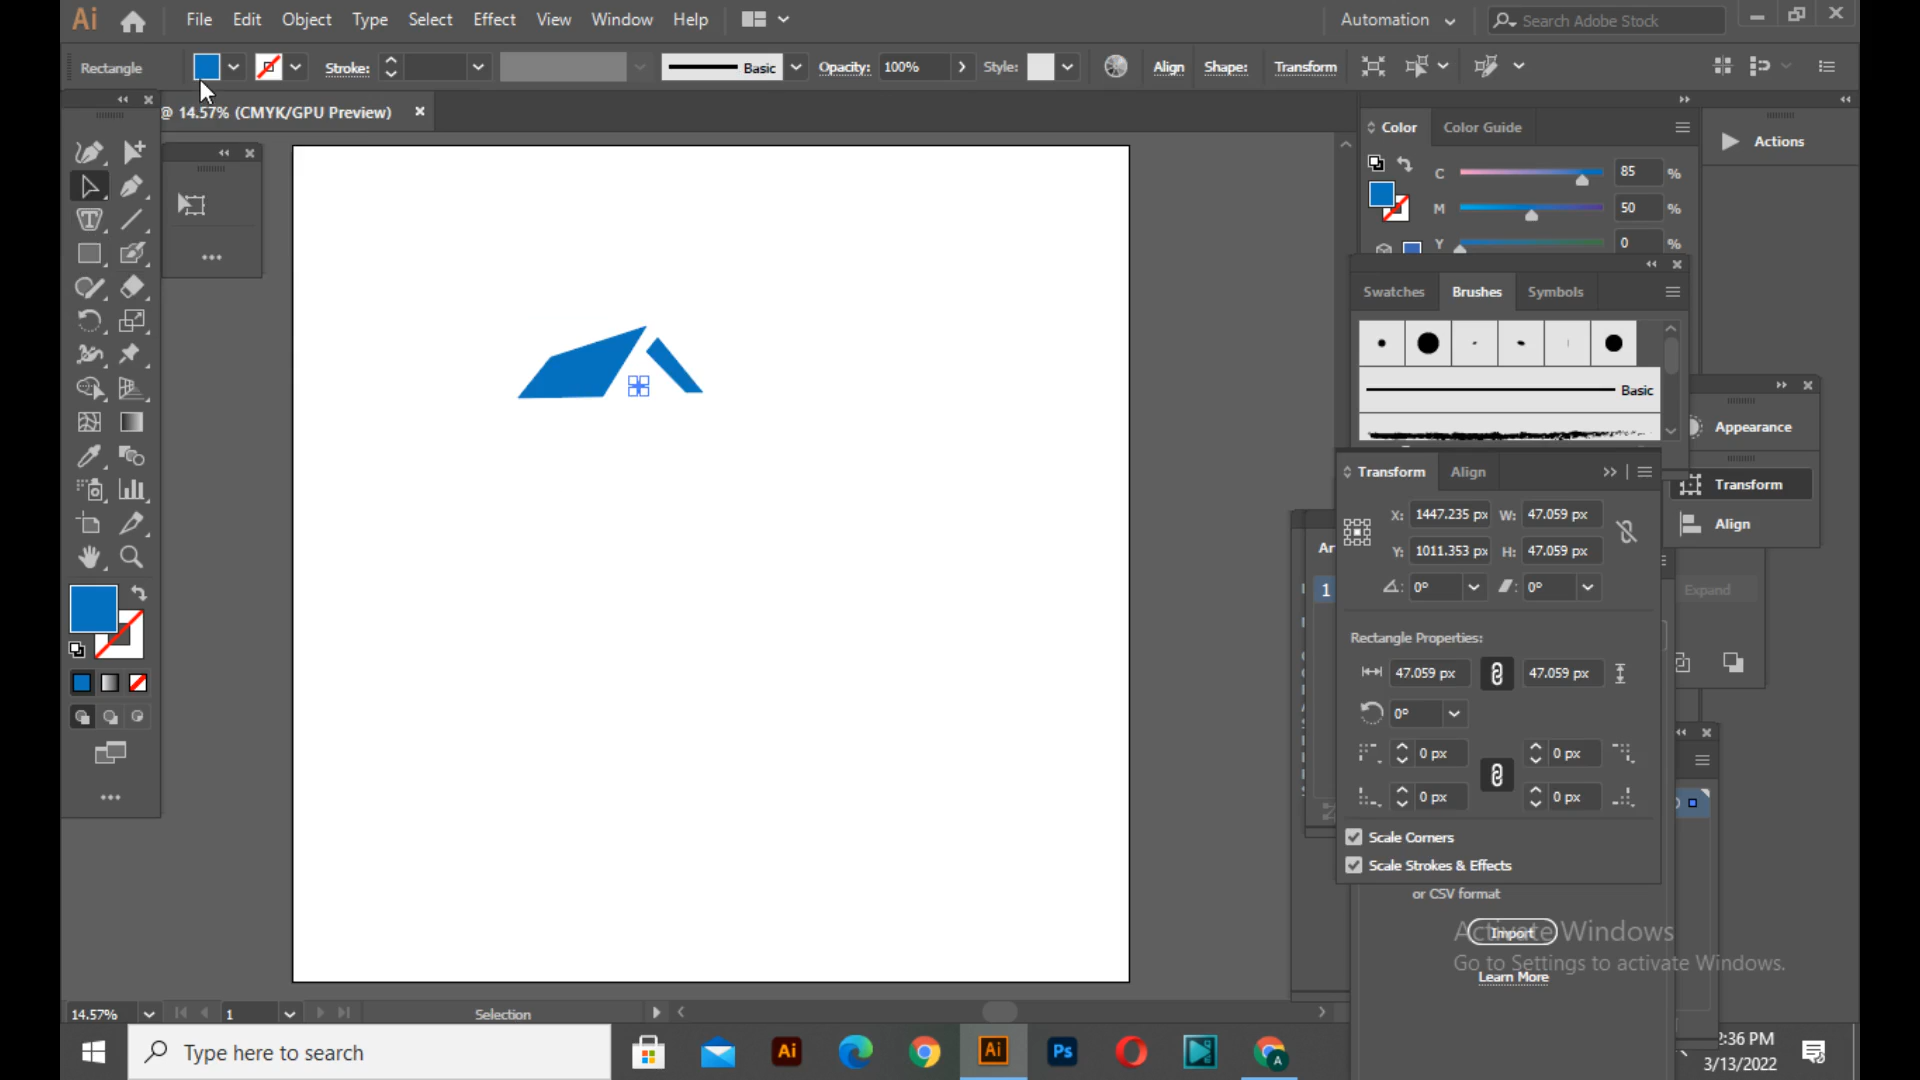 Ai File Edit Object Type Select Effect View Window Help Automation Search Adobe Stock
Rectangle Stroke: Basic Opacity: 100% Style: Align Shape: Transform
@ 14.57% (CMYK/GPU Preview)
Color Color Guide
Actions
C 85 %
M 50 %
Y 0 %
Swatches Brushes Symbols
Basic
Appearance
Transform Align
Transform
X: 1447.235 px W: 47.059 px
Align
Y: 1011.353 px H: 47.059 px
0° 0°
1
Expand
Rectangle Properties:
47.059 px 47.059 px
0°
0 px 0 px
0 px 0 px
Scale Corners
Scale Strokes & Effects
or CSV format
Import
Activate Windows
Go to Settings to activate Windows.
Learn More
14.57% 1 Selection
Type here to search
Ai Ai Ps A
2:36 PM
3/13/2022